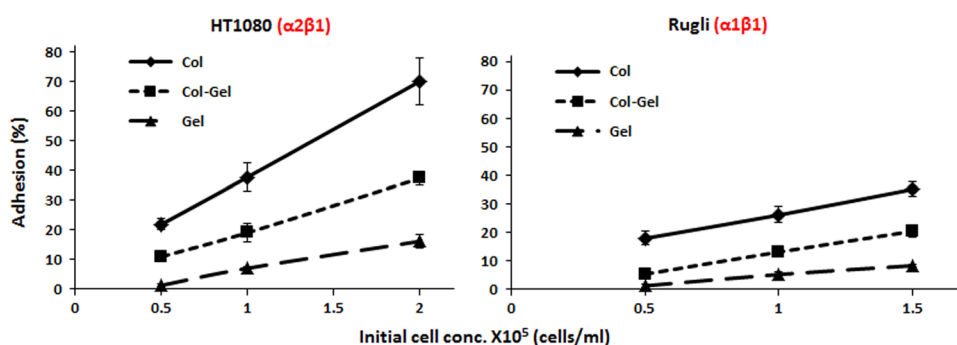 HT1080 (α2β1)
Adhesion (%)
80
70
60
50
40
30
20
10
0
Col
Col-Gel
Gel
0
0.5
1
1.5
2
Rugli (α1β1)
80
70
60
50
40
30
20
10
0
Col
Col-Gel
Gel
0
0.5
1
1.5
Initial cell conc. X10⁵ (cells/ml)